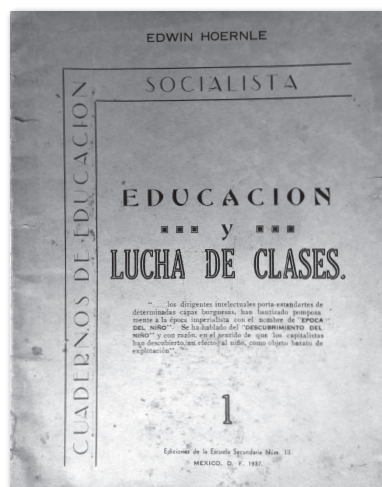 EDWIN HOERNLE
CUADERNOS DE EDUCACION
SOCIALISTA
EDUCACION
y
LUCHA DE CLASES.
"......los dirigentes intelectuales porta-estandartes de
determinadas capas burguesas, han bautizado pomposa
mente a la época imperialista con el nombre de "EPOCA
DEL NIÑO". Se ha hablado del "DESCUBRIMIENTO DEL
NIÑO" y con razón, en el sentido de que los capitalistas
han descubierto, en efecto, al niño, como objeto barato de
explotación"
1
Ediciones de la Escuela Secundaria Núm. 13
MEXICO, D. F. 1937.